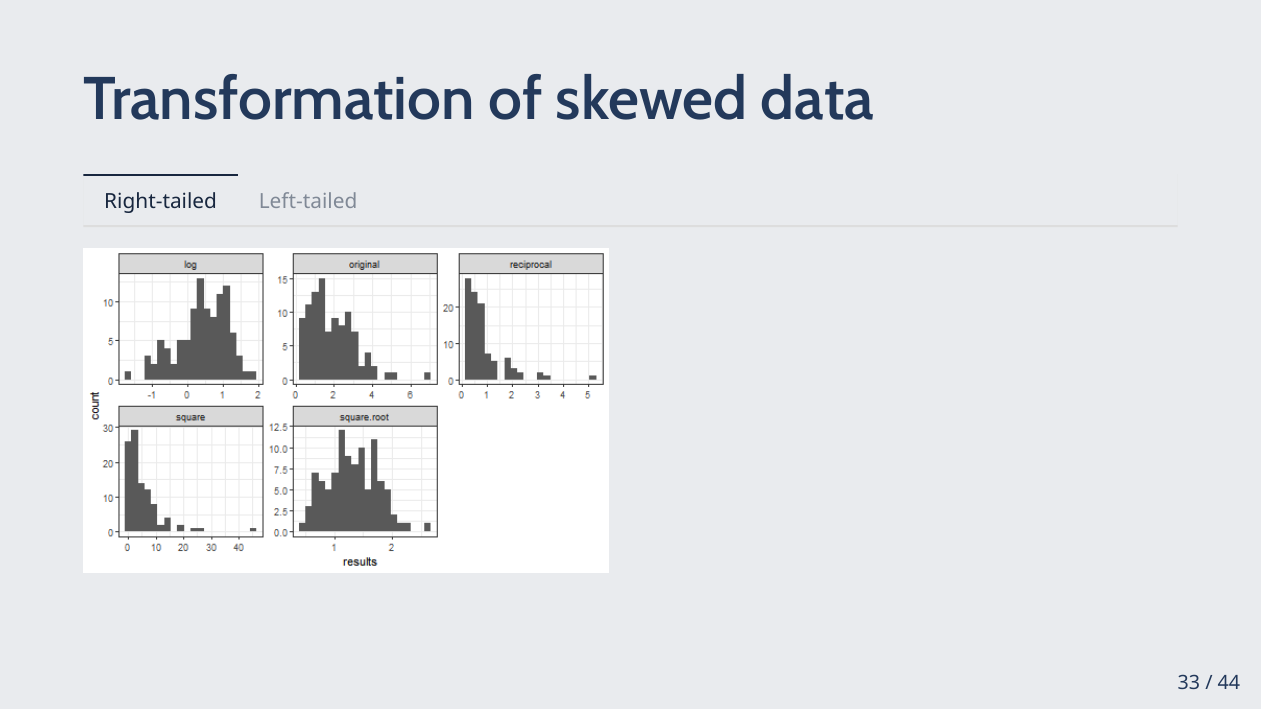 Transformation of skewed data
Right-tailed Left-tailed
log original reciprocal
15
10 10 20
5 5 10
0 0 0
-1 0 1 2 0 2 4 6 0 1 2 3 4 5
count
square square.root
30 12.5
10.0
20 7.5
5.0
10 2.5
0 0.0
0 10 20 30 40 1 2
results
33 / 44